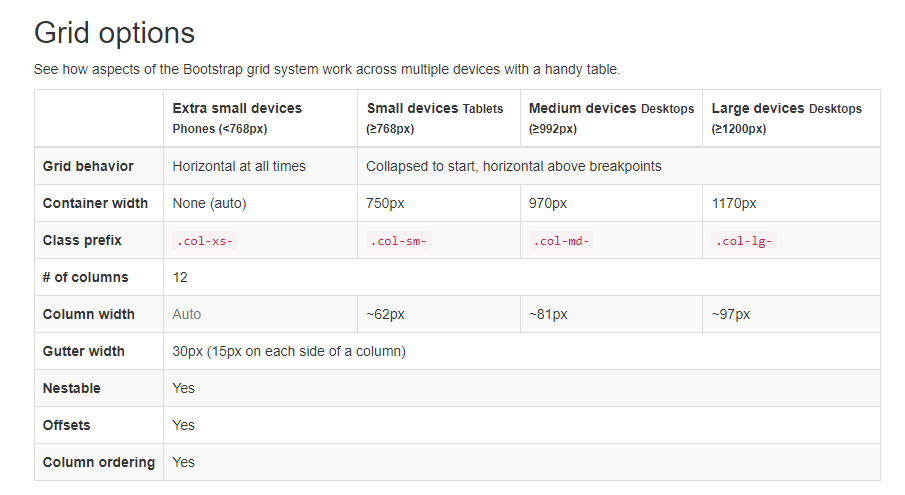 Grid options
See how aspects of the Bootstrap grid system work across multiple devices with a handy table.
Extra small devices Small devices Tablets Medium devices Desktops Large devices Desktops
Phones (<768px) (≥768px) (≥992px) (≥1200px)
Grid behavior Horizontal at all times Collapsed to start, horizontal above breakpoints
Container width None (auto) 750px 970px 1170px
Class prefix .col-xs- .col-sm- .col-md- .col-lg-
# of columns 12
Column width Auto ~62px ~81px ~97px
Gutter width 30px (15px on each side of a column)
Nestable Yes
Offsets Yes
Column ordering Yes